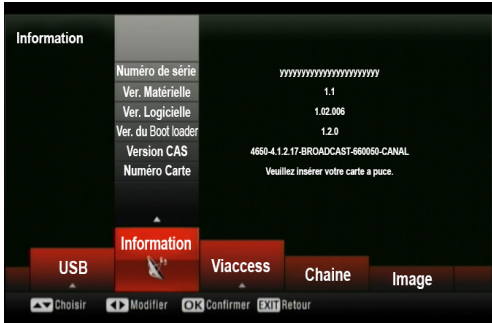 Information
Numéro de série yyyyyyyyyyyyyyyyyyyyyyyy
Ver. Matérielle 1.1
Ver. Logicielle 1.02.006
Ver. du Boot loader 1.2.0
Version CAS 4650-4.1.2.17-BROADCAST-660050-CANAL
Numéro Carte Veuillez insérer votre carte a puce.
USB Information Viaccess Chaine Image
Choisir Modifier OK Confirmer EXIT Retour